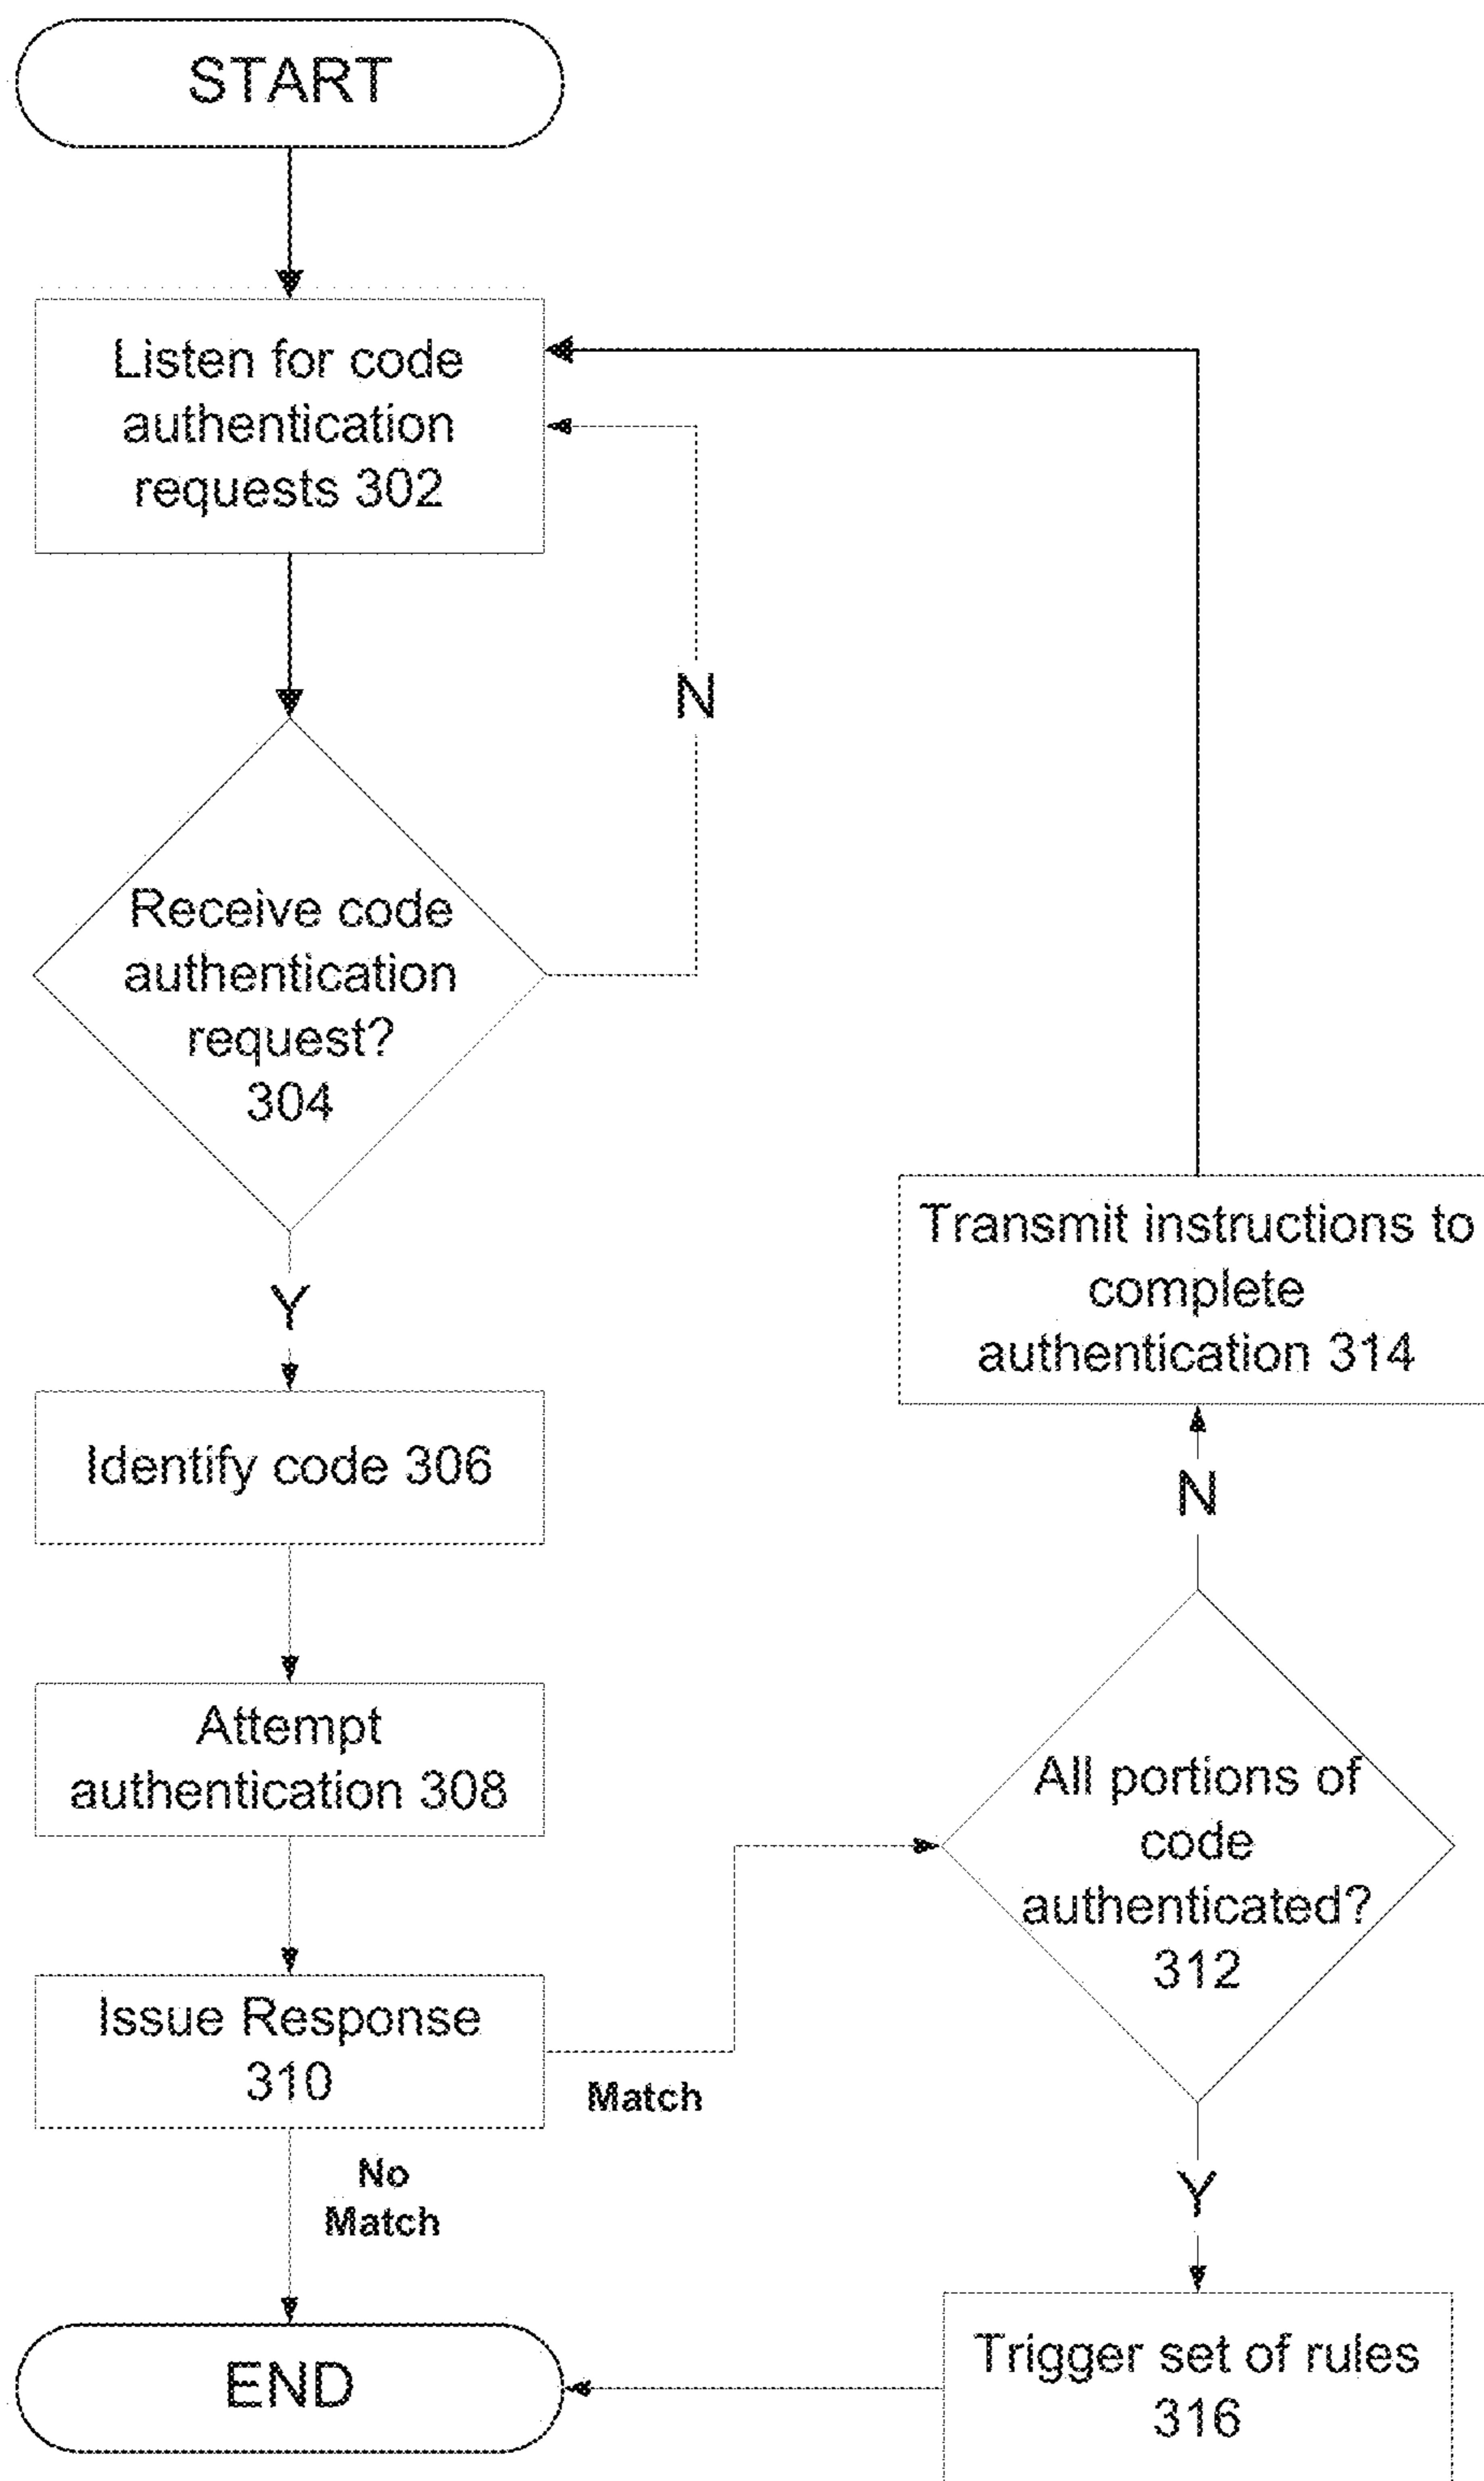 START
Listen for code
authentication
requests 302
N
Receive code
authentication
request?
304
Y
Identify code 306
Attempt
authentication 308
Issue Response
310
Match
No
Match
END
Transmit instructions to
complete
authentication 314
N
All portions of
code
authenticated?
312
Y
Trigger set of rules
316